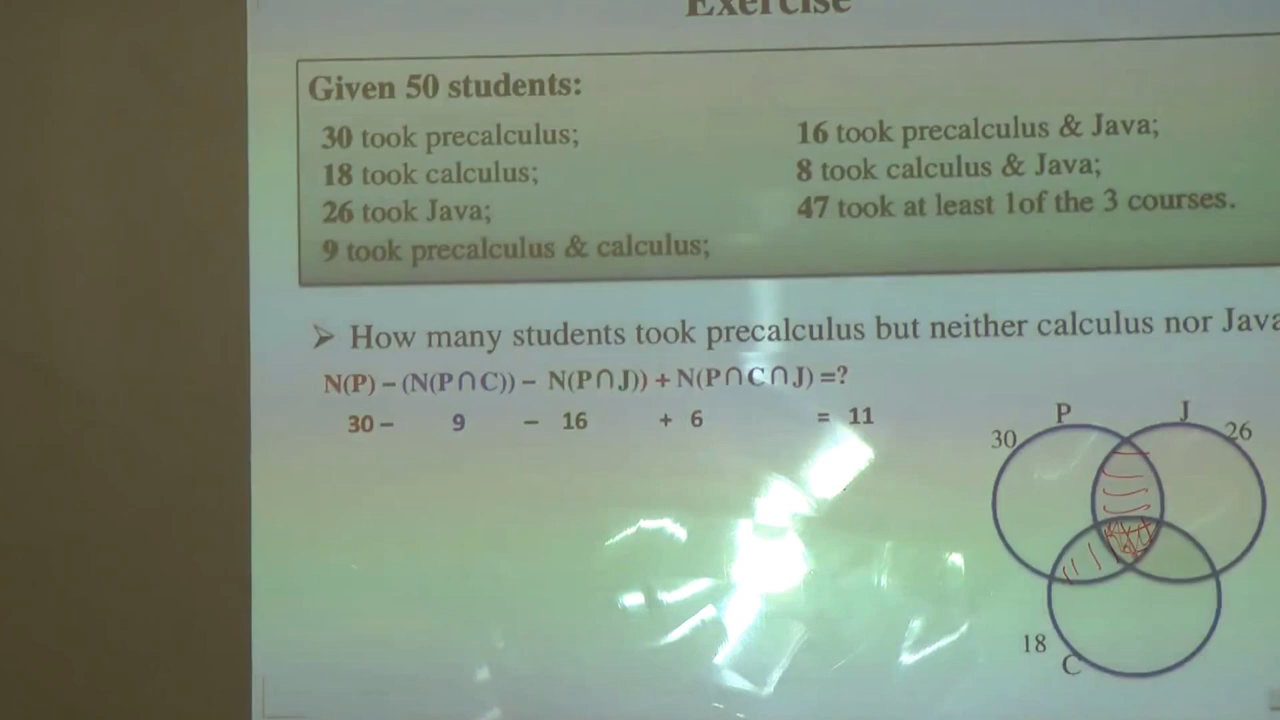 Exercise
Given 50 students:
30 took precalculus;
18 took calculus;
26 took Java;
9 took precalculus & calculus;
16 took precalculus & Java;
8 took calculus & Java;
47 took at least 1of the 3 courses.
➢ How many students took precalculus but neither calculus nor Java
N(P) – (N(P∩C)) – N(P∩J)) + N(P∩C∩J) =?
30 – 9 – 16 + 6 = 11
P J
30 26
18
C